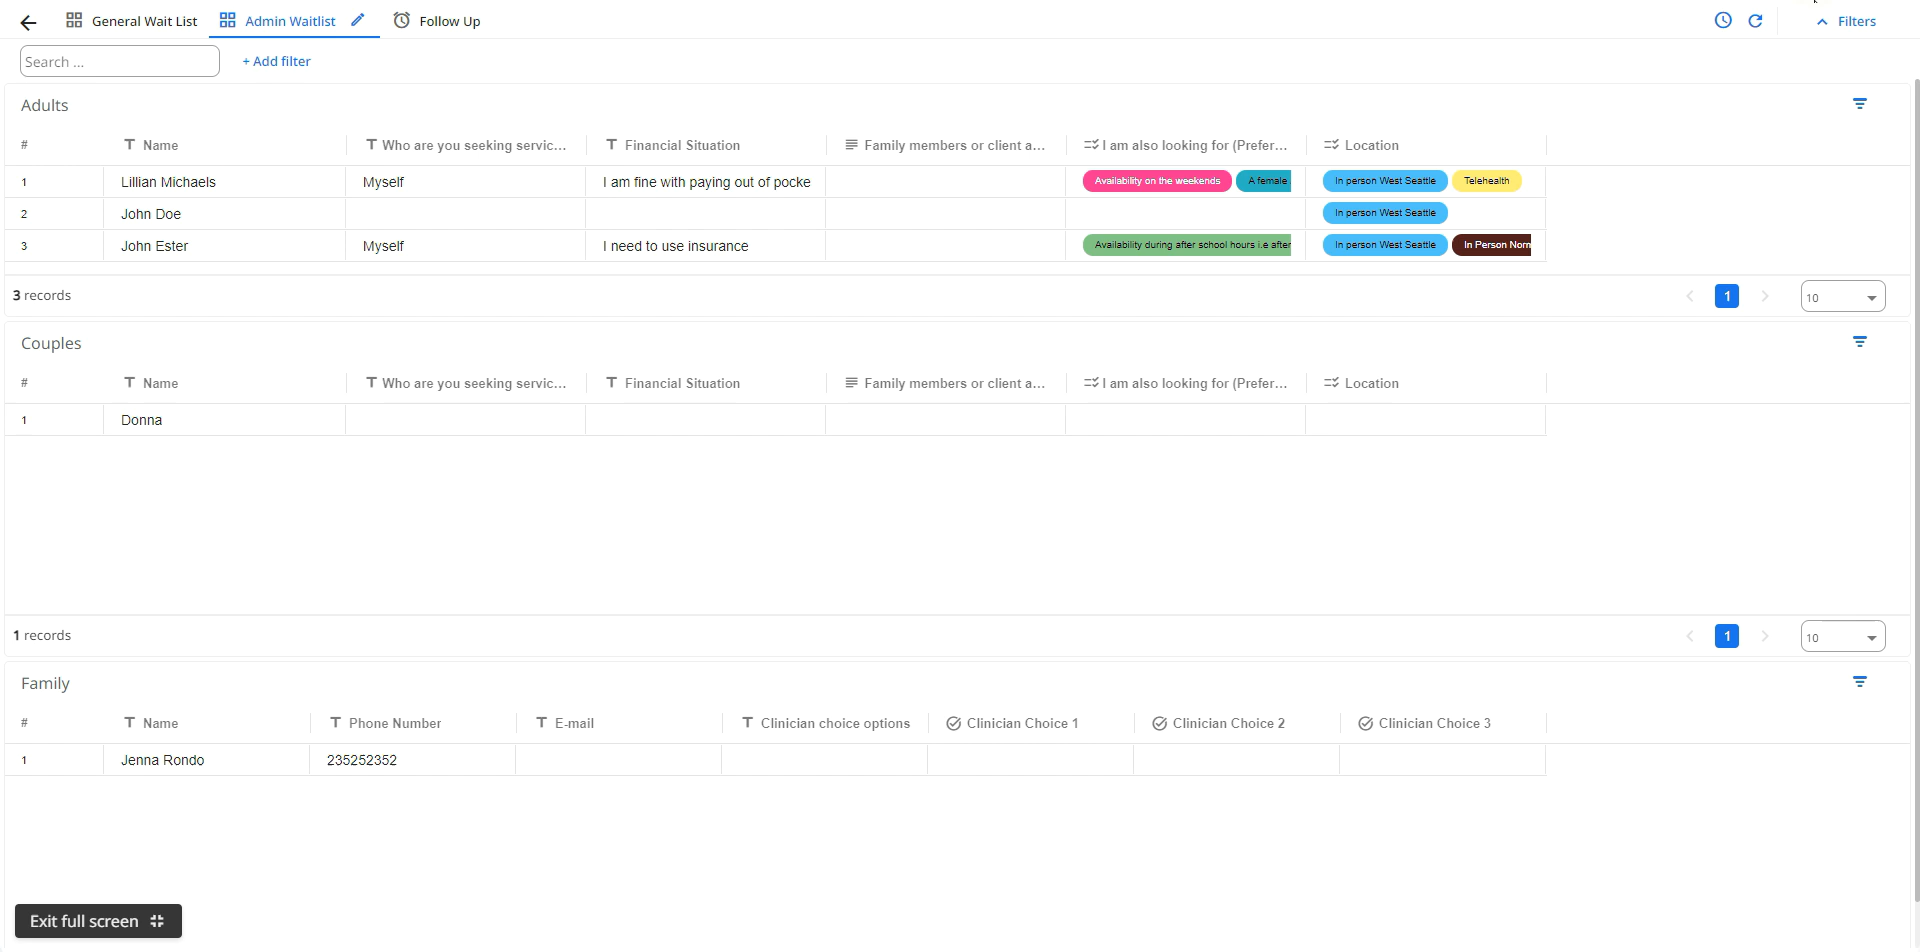 General Wait List Admin Waitlist Follow Up Filters
Search ... + Add filter
Adults
# Name Who are you seeking servic... Financial Situation Family members or client a... I am also looking for (Prefer... Location
1 Lillian Michaels Myself I am fine with paying out of pocke Availability on the weekends A female In person West Seattle Telehealth
2 John Doe In person West Seattle
3 John Ester Myself I need to use insurance Availability during after school hours i.e after In person West Seattle In Person Nom
3 records 1 10
Couples
# Name Who are you seeking servic... Financial Situation Family members or client a... I am also looking for (Prefer... Location
1 Donna
1 records 1 10
Family
# Name Phone Number E-mail Clinician choice options Clinician Choice 1 Clinician Choice 2 Clinician Choice 3
1 Jenna Rondo 235252352
Exit full screen